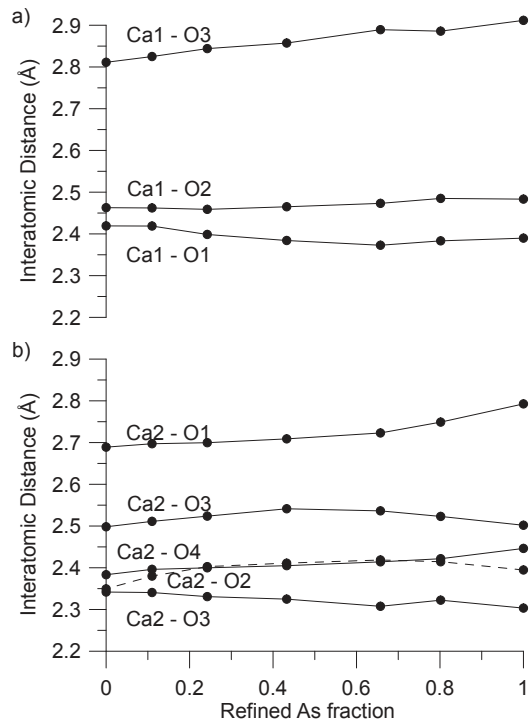 a)
2.9
Ca1 - O3
2.8
2.7
2.6
2.5
Ca1 - O2
2.4
Ca1 - O1
2.3
2.2
Interatomic Distance (Å)
b)
2.9
2.8
2.7
Ca2 - O1
2.6
2.5
Ca2 - O3
2.4
Ca2 - O4
Ca2 - O2
2.3
Ca2 - O3
2.2
Interatomic Distance (Å)
0 0.2 0.4 0.6 0.8 1
Refined As fraction